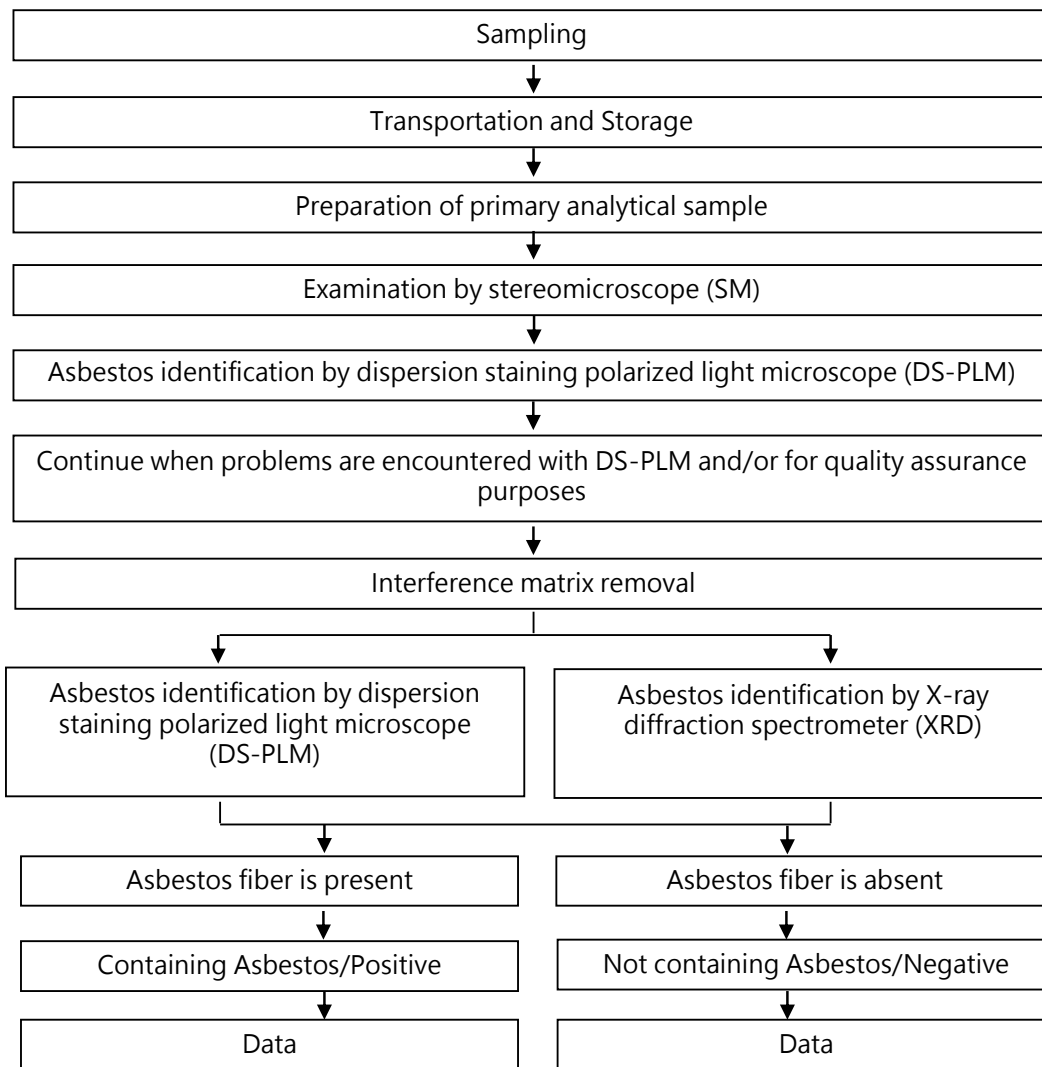 Sampling
Transportation and Storage
Preparation of primary analytical sample
Examination by stereomicroscope (SM)
Asbestos identification by dispersion staining polarized light microscope (DS-PLM)
Continue when problems are encountered with DS-PLM and/or for quality assurance
purposes
Interference matrix removal
Asbestos identification by dispersion
staining polarized light microscope
(DS-PLM)
Asbestos identification by X-ray
diffraction spectrometer (XRD)
Asbestos fiber is present
Asbestos fiber is absent
Containing Asbestos/Positive
Not containing Asbestos/Negative
Data
Data